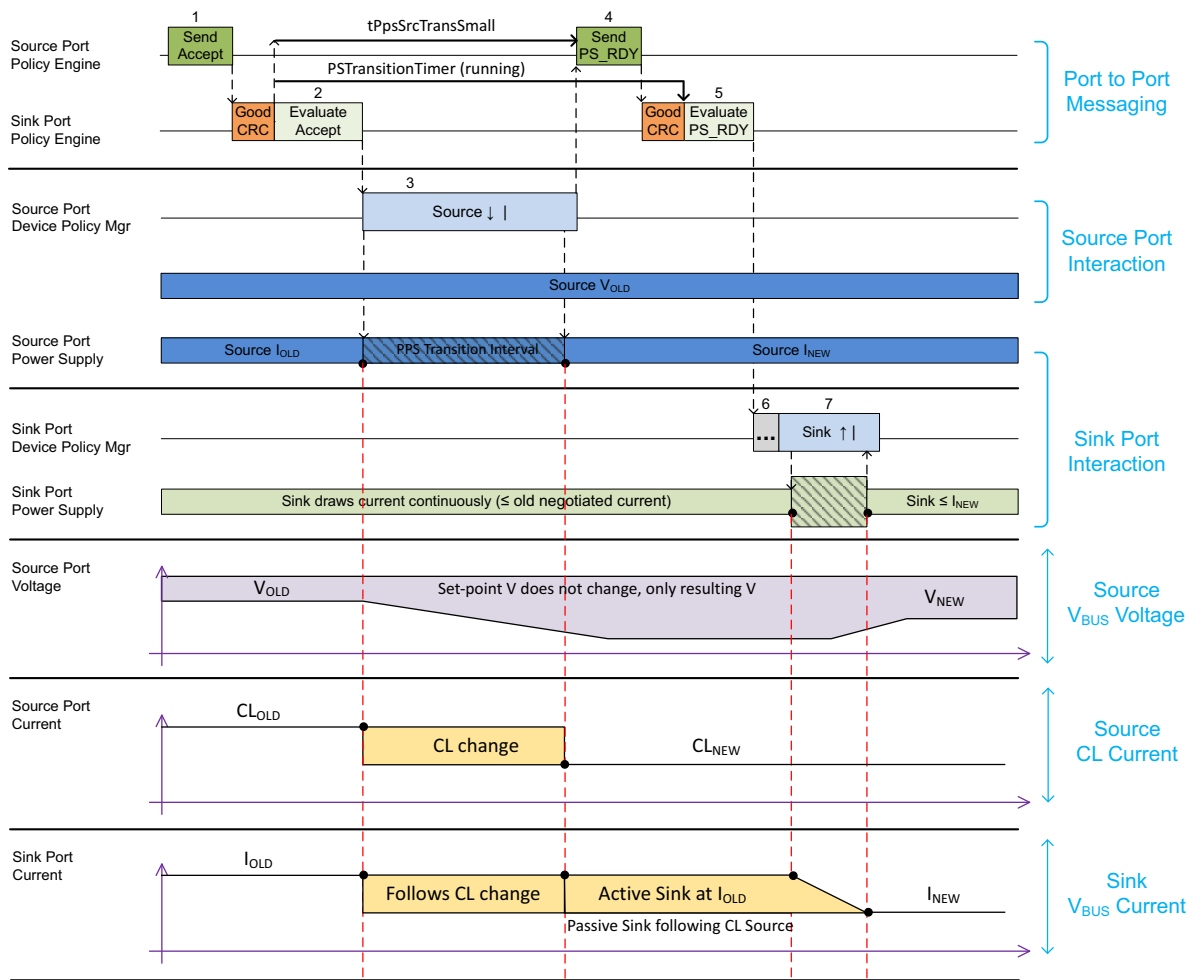 1
tPpsSrcTransSmall
4
Source Port
Policy Engine
Send
Accept
Send
PS_RDY
PSTransitionTimer (running)
Port to Port
Messaging
2
5
Sink Port
Policy Engine
Good
CRC
Evaluate
Accept
Good
CRC
Evaluate
PS_RDY
3
Source Port
Device Policy Mgr
Source ↓ |
Source Port
Interaction
Source VOLD
Source Port
Power Supply
Source IOLD
PPS Transition Interval
Source INEW
6
7
Sink Port
Device Policy Mgr
...
Sink ↑ |
Sink Port
Interaction
Sink Port
Power Supply
Sink draws current continuously (≤ old negotiated current)
Sink ≤ INEW
Source Port
Voltage
VOLD
Set-point V does not change, only resulting V
VNEW
Source
VBUS Voltage
Source Port
Current
CLOLD
CL change
CLNEW
Source
CL Current
Sink Port
Current
IOLD
Follows CL change
Active Sink at IOLD
INEW
Passive Sink following CL Source
Sink
VBUS Current